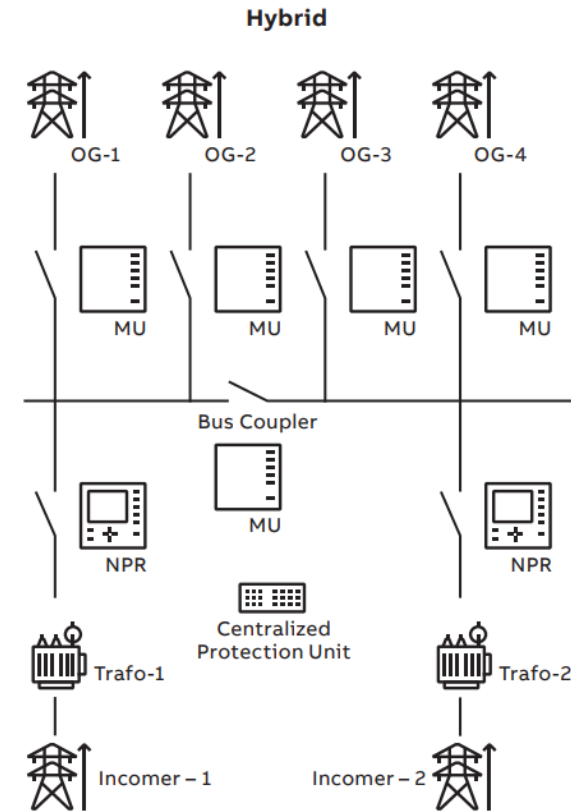 Hybrid
OG-1
OG-2
OG-3
OG-4
MU
MU
MU
MU
Bus Coupler
MU
NPR
NPR
Centralized
Protection Unit
Trafo-1
Trafo-2
Incomer – 1
Incomer – 2